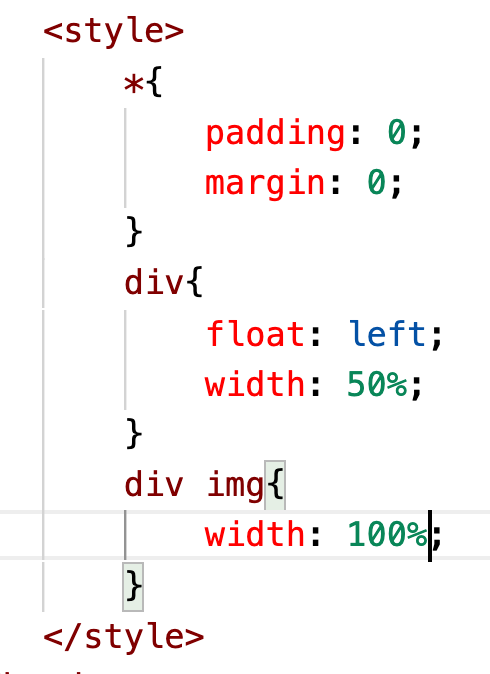 <style>
*{
padding: 0;
margin: 0;
}
div{
float: left;
width: 50%;
}
div img{
width: 100%;
}
</style>